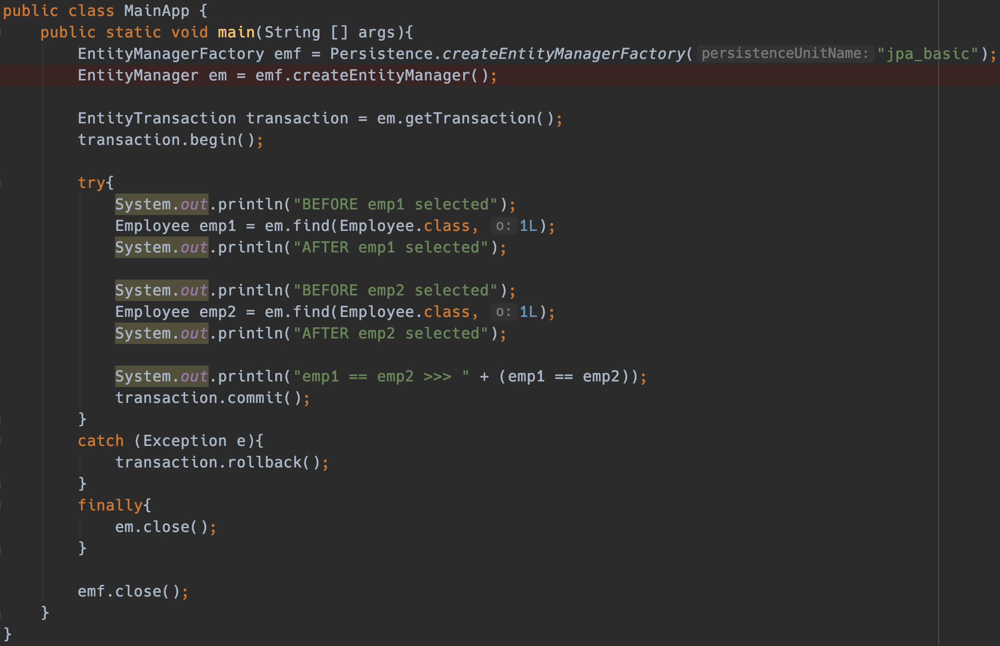 public class MainApp {
    public static void main(String [] args){
        EntityManagerFactory emf = Persistence.createEntityManagerFactory( persistenceUnitName: "jpa_basic");
        EntityManager em = emf.createEntityManager();

        EntityTransaction transaction = em.getTransaction();
        transaction.begin();

        try{
            System.out.println("BEFORE emp1 selected");
            Employee emp1 = em.find(Employee.class, o: 1L);
            System.out.println("AFTER emp1 selected");

            System.out.println("BEFORE emp2 selected");
            Employee emp2 = em.find(Employee.class, o: 1L);
            System.out.println("AFTER emp2 selected");

            System.out.println("emp1 == emp2 >>> " + (emp1 == emp2));
            transaction.commit();
        }
        catch (Exception e){
            transaction.rollback();
        }
        finally{
            em.close();
        }

        emf.close();
    }
}